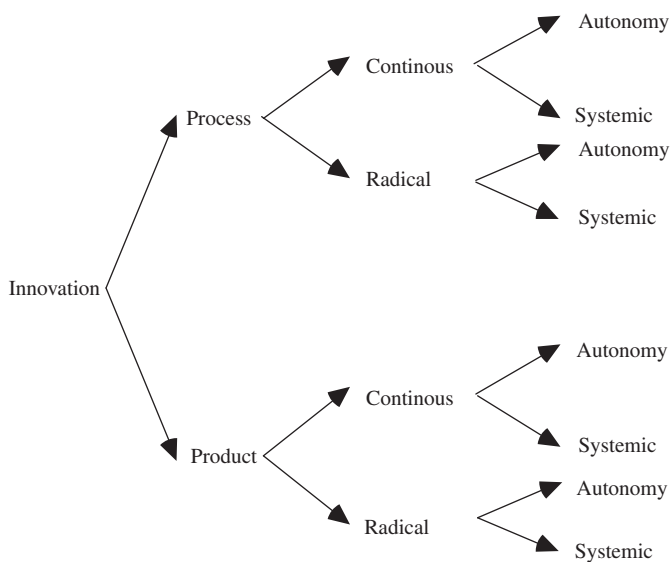 Autonomy
Continous
Process
Systemic
Autonomy
Radical
Systemic
Innovation
Autonomy
Continous
Systemic
Product
Autonomy
Radical
Systemic